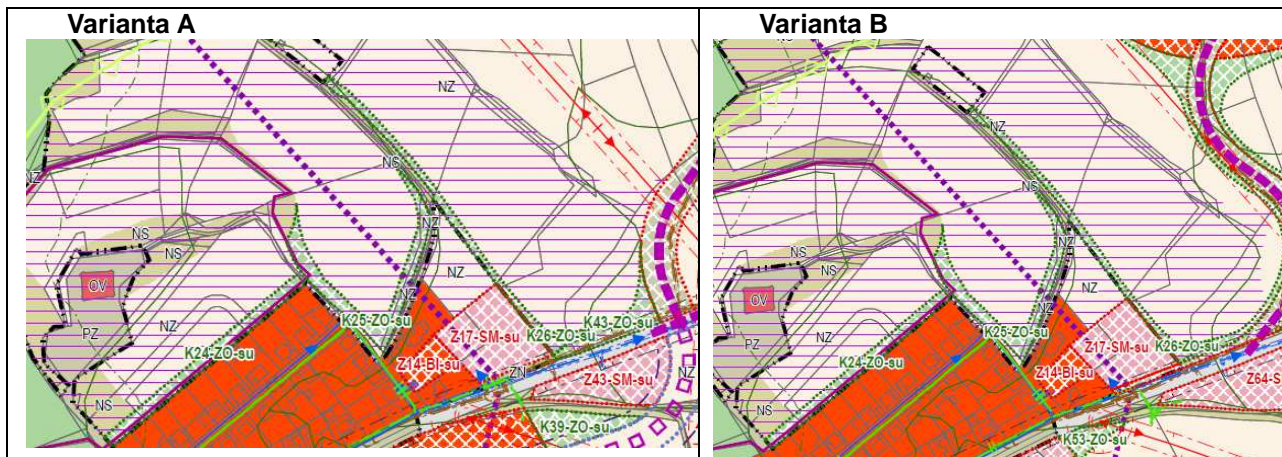 Varianta A
NZ
NS
NZ
NZ
NS
NS
OV
PZ
NZ
NS
NZ
NZ
K25-ZO-su
K24-ZO-su
Z17-SM-su
K26-ZO-su
K43-ZO-su
Z14-BI-su
ZN
Z43-SM-su
NZ
K39-ZO-su
Varianta B
NS
NZ
NS
NZ
NZ
NS
NS
OV
PZ
NZ
NS
K25-ZO-su
K24-ZO-su
Z17-SM-su
K26-ZO-su
Z14-BI-su
K53-ZO-su